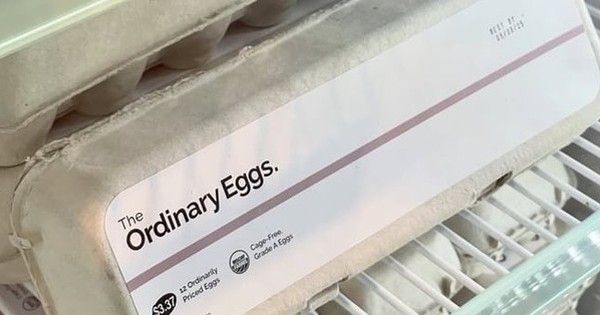 BEST BY
The
Ordinary Eggs.
$3.37
12 Ordinarily
Priced Eggs
Cage-Free,
Grade A Eggs